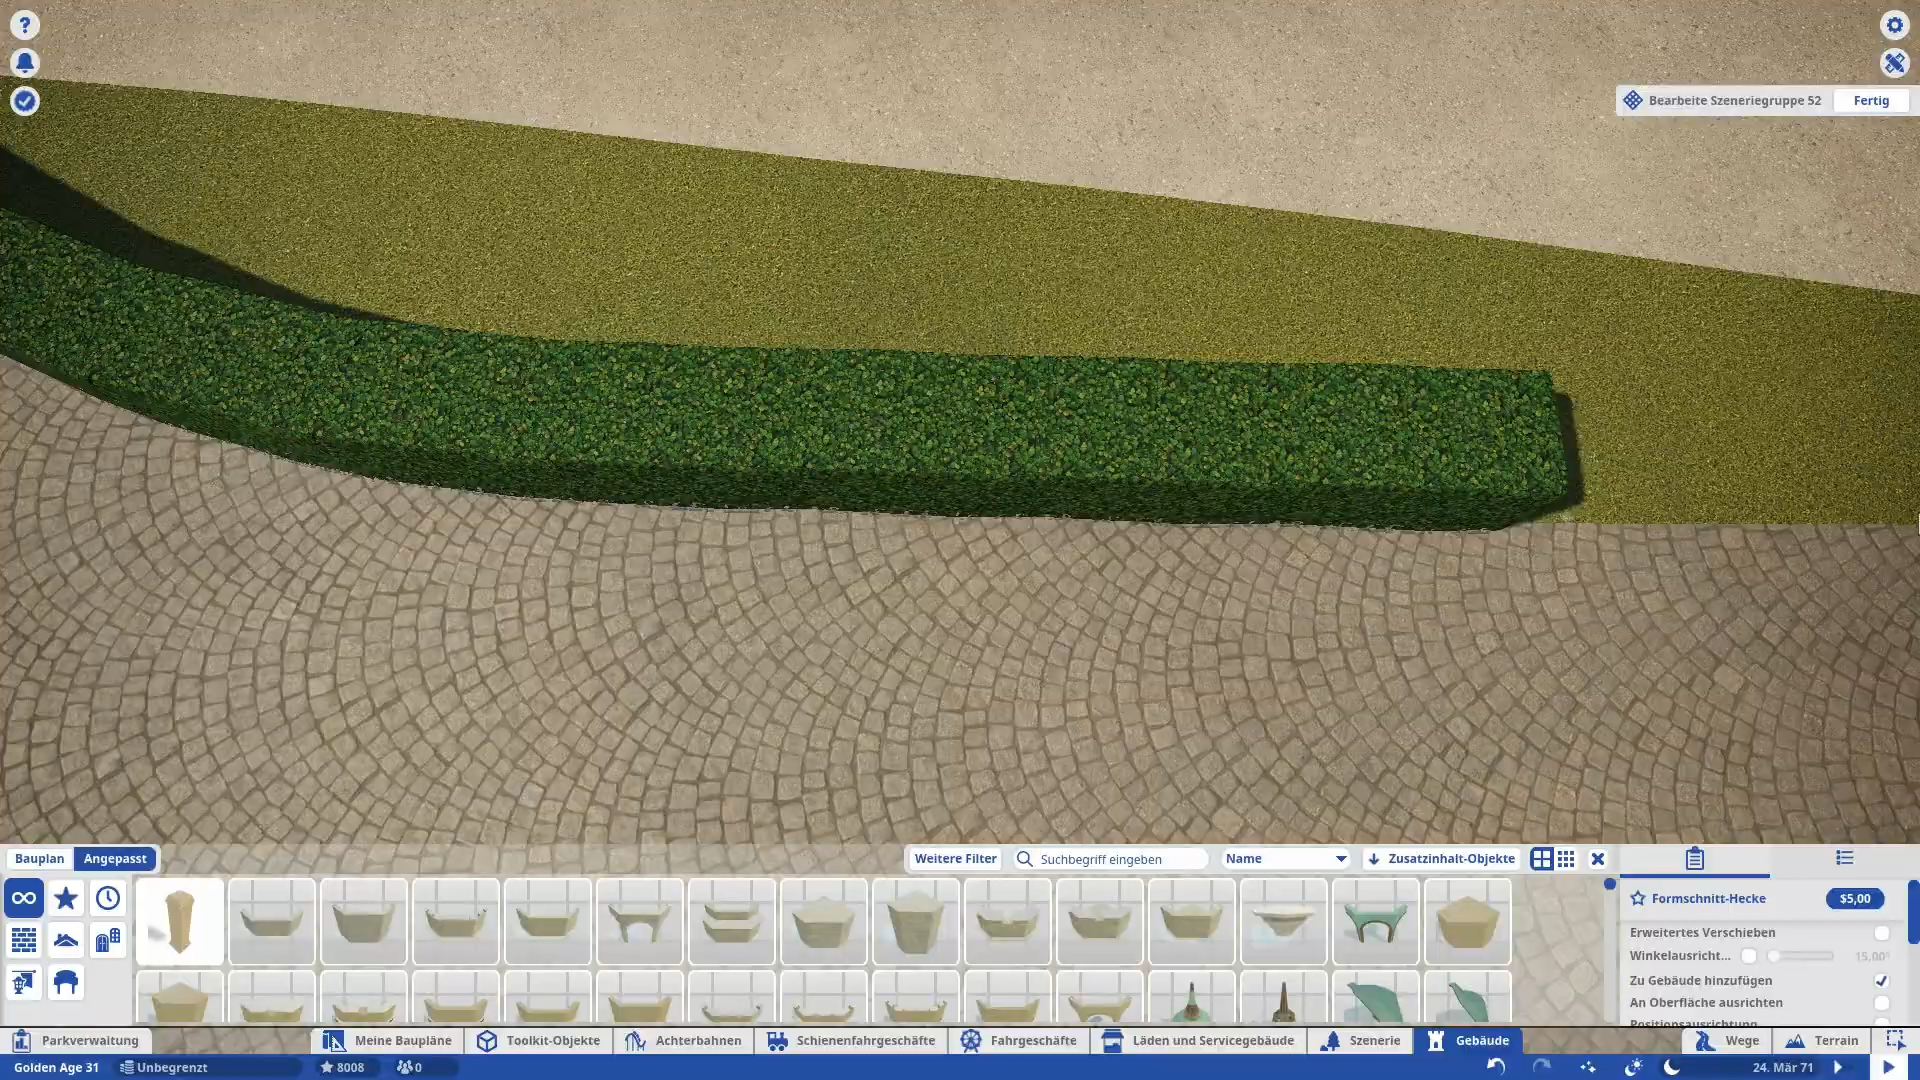 ?
Bearbeite Szeneriegruppe 52
Fertig
Bauplan
Angepasst
Weitere Filter
Suchbegriff eingeben
Name
Zusatzinhalt-Objekte
Formschnitt-Hecke
$5,00
Erweitertes Verschieben
Winkelausricht...
15,00°
Zu Gebäude hinzufügen
An Oberfläche ausrichten
Positionsausrichtung
Parkverwaltung
Meine Baupläne
Toolkit-Objekte
Achterbahnen
Schienenfahrgeschäfte
Fahrgeschäfte
Läden und Servicegebäude
Szenerie
Gebäude
Wege
Terrain
Golden Age 31
Unbegrenzt
8008
0
24. Mär 71